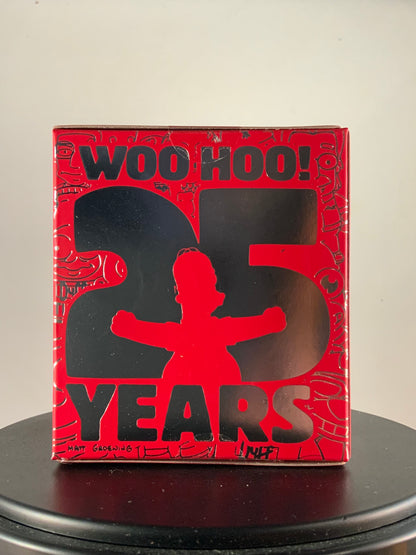 WOO HOO!
25
YEARS
MATT GROENING